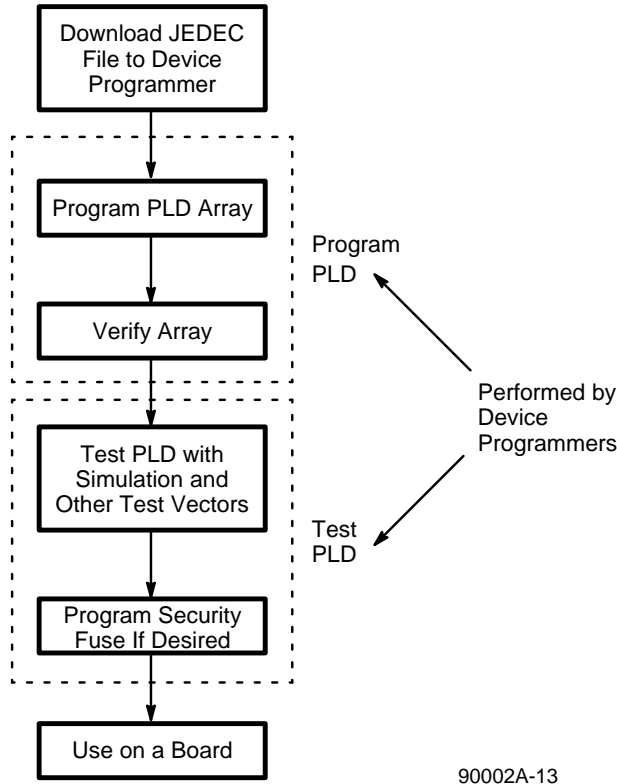 Download JEDEC
File to Device
Programmer
Program PLD Array
Verify Array
Program
PLD
Performed by
Device
Programmers
Test PLD with
Simulation and
Other Test Vectors
Test
PLD
Program Security
Fuse If Desired
Use on a Board
90002A-13